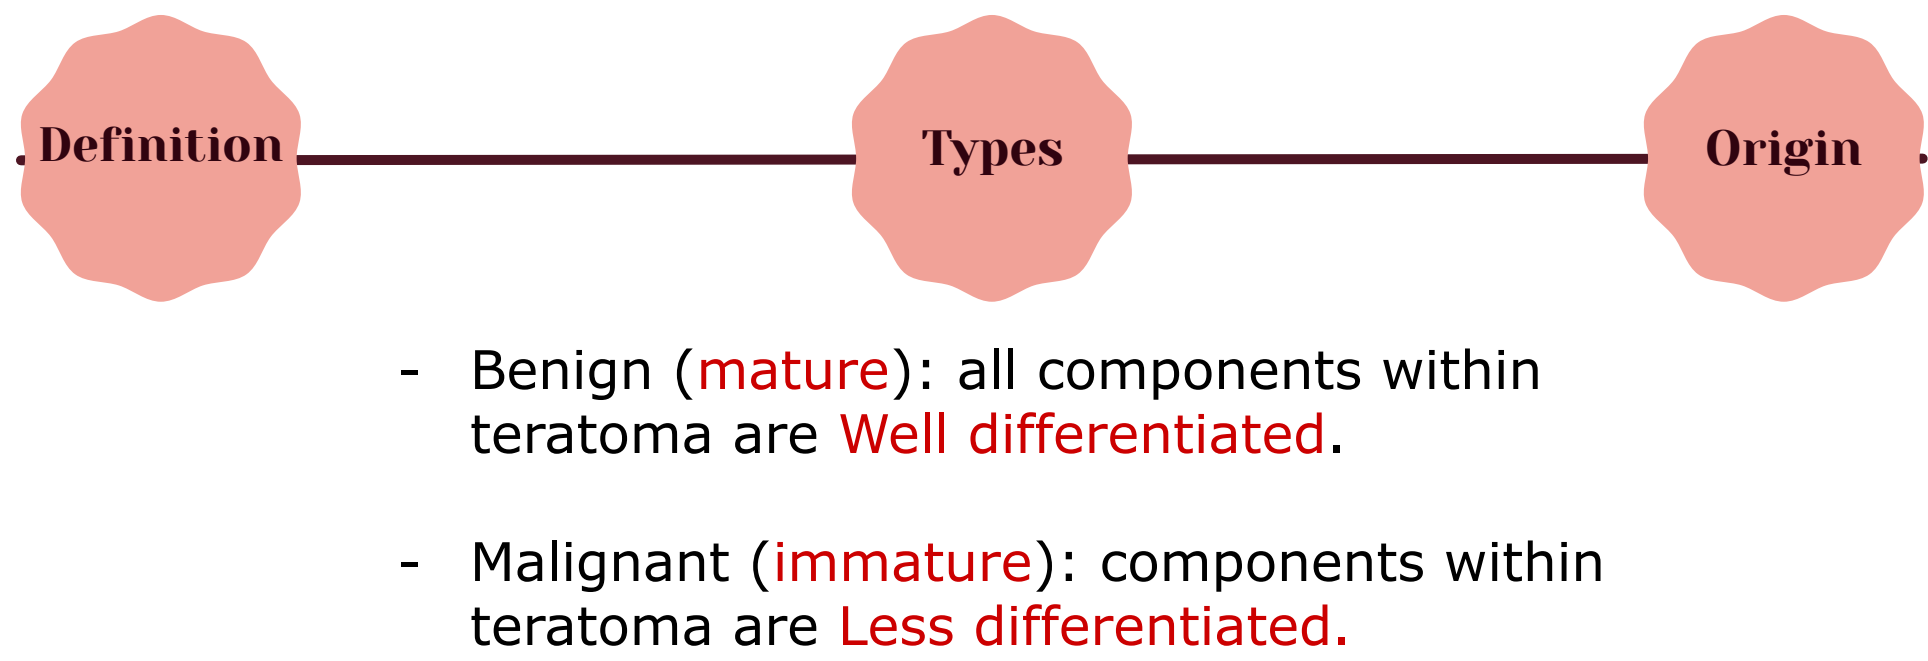 Definition
Types
Origin
- Benign (mature): all components within
teratoma are Well differentiated.
- Malignant (immature): components within
teratoma are Less differentiated.